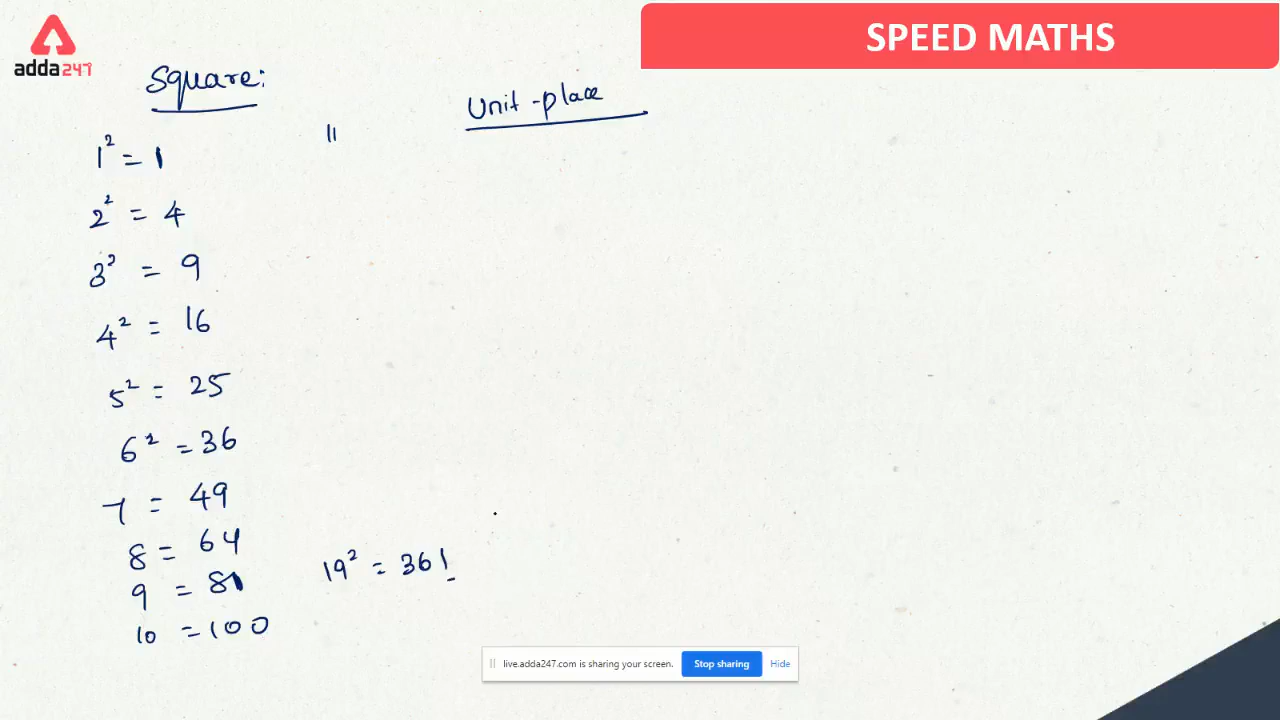 SPEED MATHS
adda247
Square:
Unit-place
11
1² = 1
2² = 4
3² = 9
4² = 16
5² = 25
6² = 36
7 = 49
8 = 64
9 = 81
19² = 361
10 = 100
live.adda247.com is sharing your screen. Stop sharing Hide